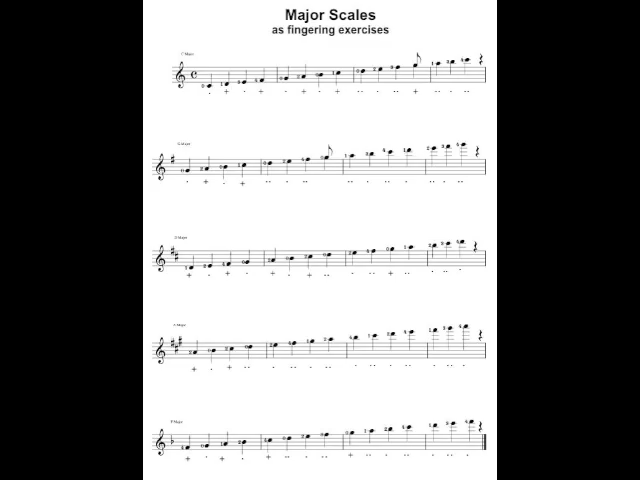 Major Scales
as fingering exercises
C Major
G Major
D Major
A Major
F Major